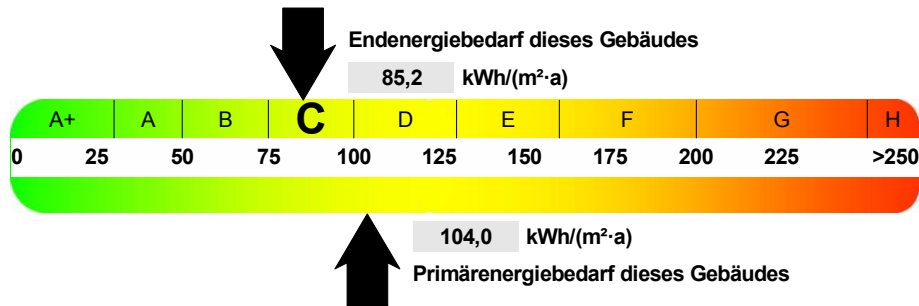 Endenergiebedarf dieses Gebäudes
85,2 kWh/(m²·a)
A+ A B C D E F G H
0 25 50 75 100 125 150 175 200 225 >250
104,0 kWh/(m²·a)
Primärenergiebedarf dieses Gebäudes